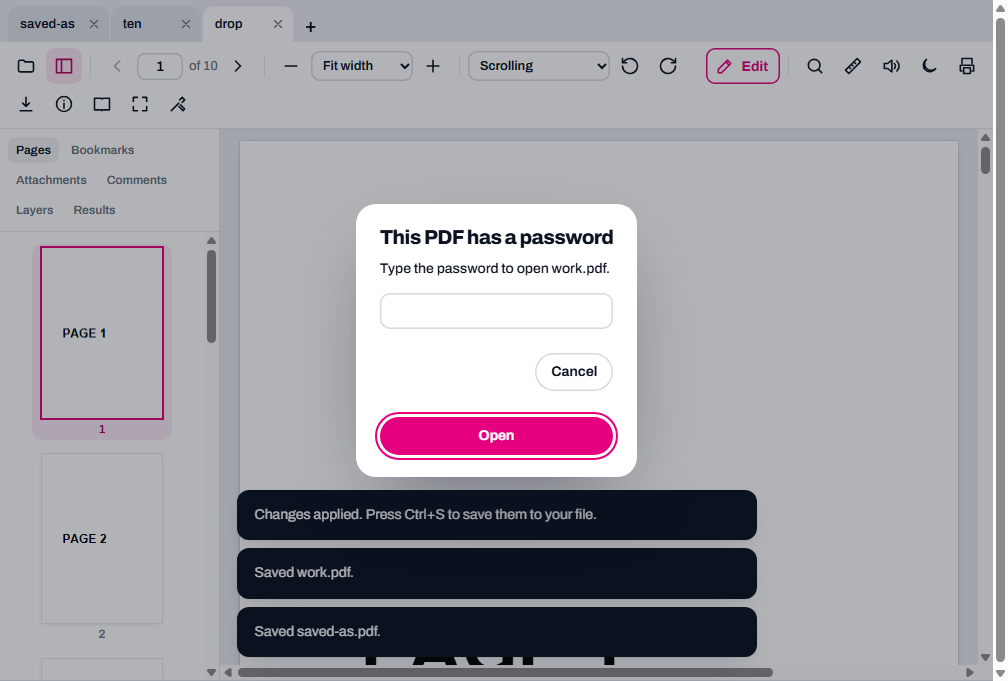 saved-as
ten
drop
1
of 10
Fit width
Scrolling
Edit
Pages
Bookmarks
Attachments
Comments
Layers
Results
PAGE 1
1
PAGE 2
2
This PDF has a password
Type the password to open work.pdf.
Cancel
Open
Changes applied. Press Ctrl+S to save them to your file.
Saved work.pdf.
Saved saved-as.pdf.